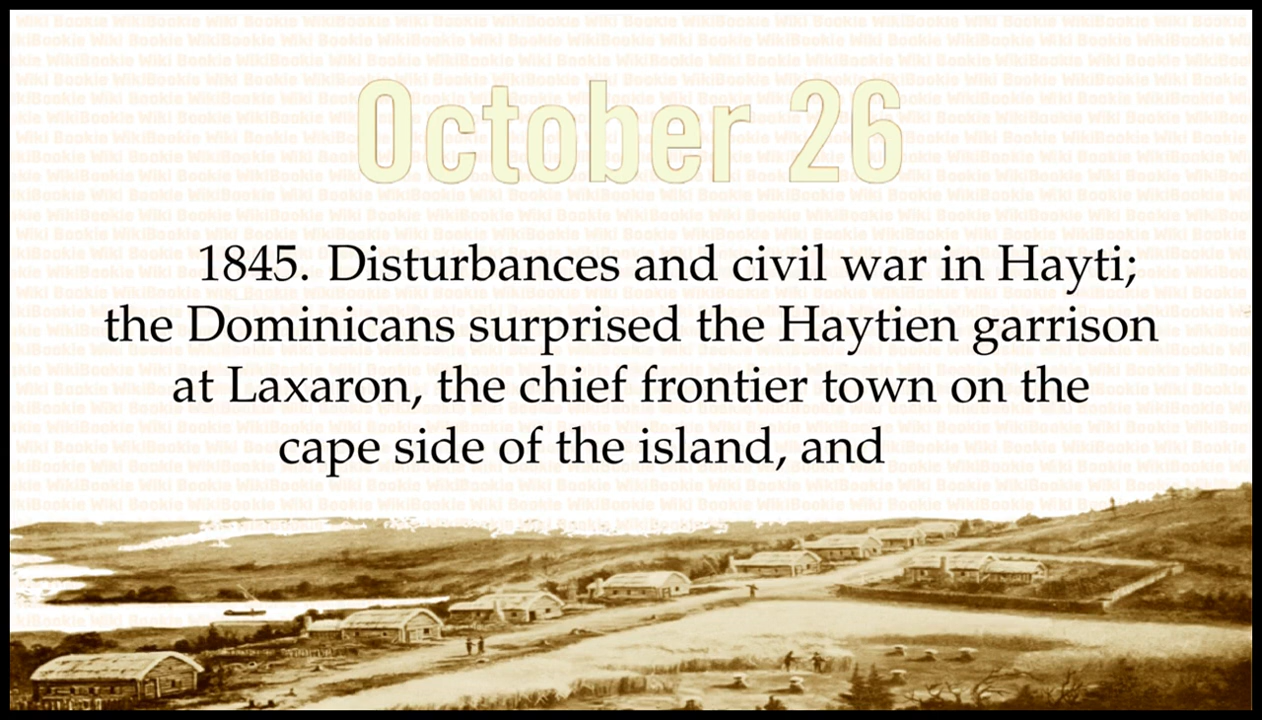 October 26
1845. Disturbances and civil war in Hayti;
the Dominicans surprised the Haytien garrison
at Laxaron, the chief frontier town on the
cape side of the island, and